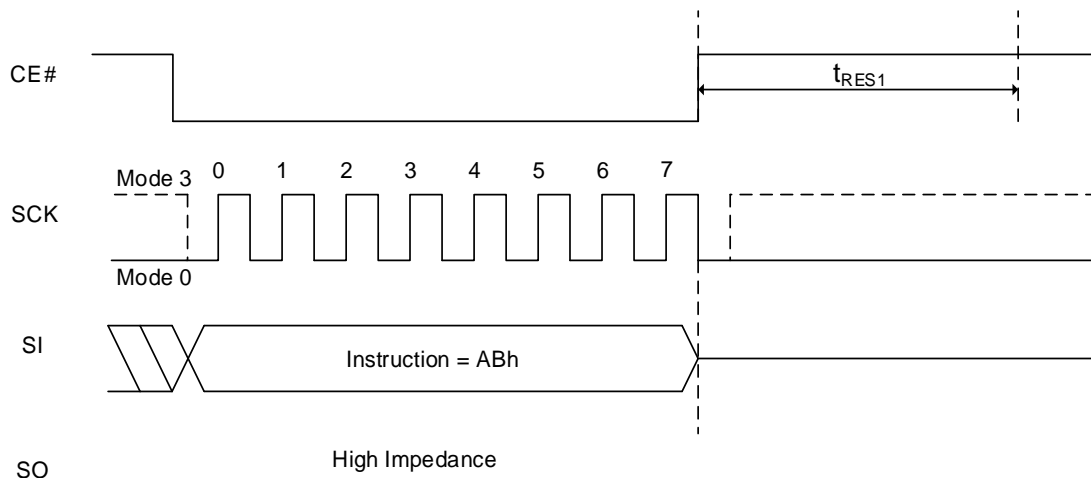 CE#
tRES1
Mode 3
0 1 2 3 4 5 6 7
SCK
Mode 0
SI
Instruction = ABh
High Impedance
SO